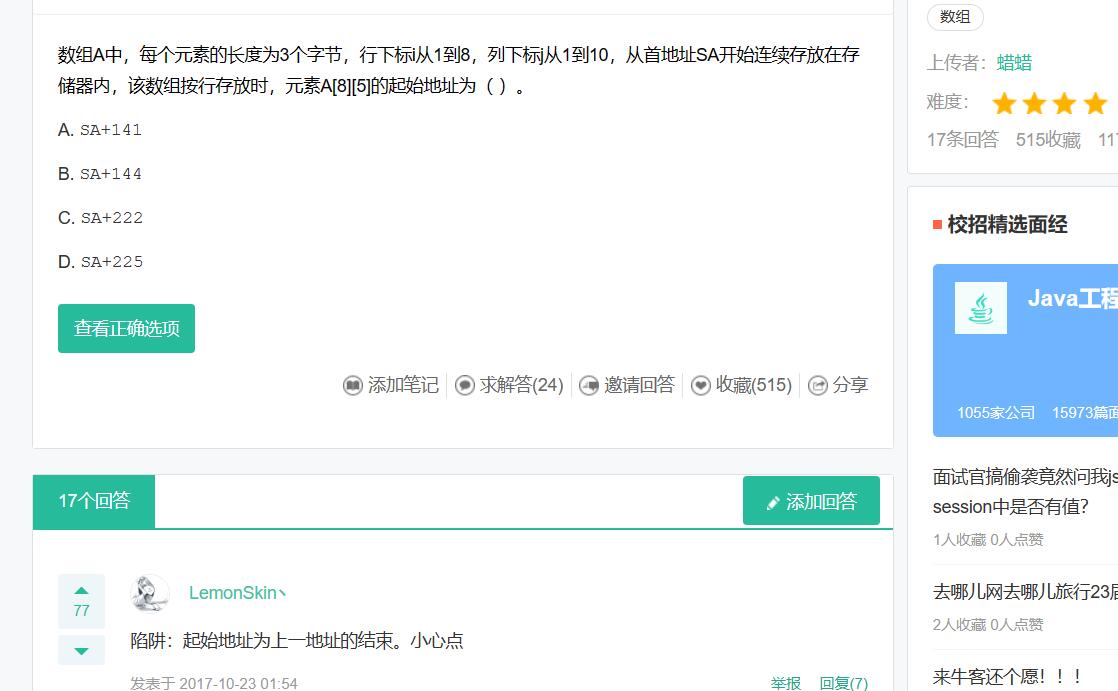 数组A中，每个元素的长度为3个字节，行下标i从1到8，列下标j从1到10，从首地址SA开始连续存放在存
储器内，该数组按行存放时，元素A[8][5]的起始地址为（ ）。
A. SA+141
B. SA+144
C. SA+222
D. SA+225
查看正确选项
添加笔记 求解答(24) 邀请回答 收藏(515) 分享
17个回答 添加回答
77
LemonSkin丶
陷阱：起始地址为上一地址的结束。小心点
发表于 2017-10-23 01:54 举报 回复(7)
数组
上传者：蜡蜡
难度：
17条回答 515收藏 11
校招精选面经
Java工程
1055家公司 15973篇面
面试官搞偷袭竟然问我js
session中是否有值？
1人收藏 0人点赞
去哪儿网去哪儿旅行23届
2人收藏 0人点赞
来牛客还个愿！！！